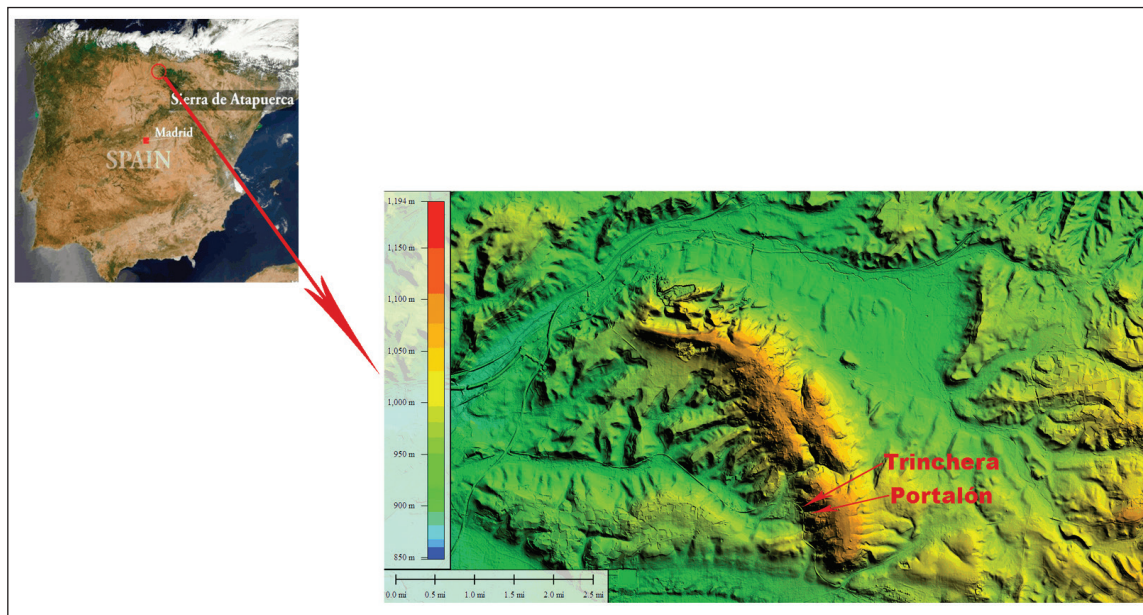 Sierra de Atapuerca
Madrid
SPAIN
1,194 m
1,150 m
1,100 m
1,050 m
1,000 m
950 m
900 m
850 m
Trinchera
Portalón
0.0 mi 0.5 mi 1.0 mi 1.5 mi 2.0 mi 2.5 mi